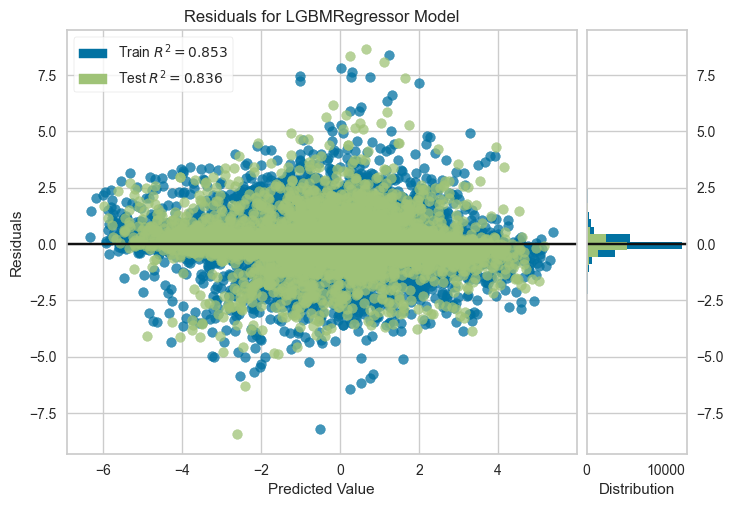 Residuals for LGBMRegressor Model
Train R² = 0.853
Test R² = 0.836
Residuals
7.5
5.0
2.5
0.0
−2.5
−5.0
−7.5
−6 −4 −2 0 2 4
Predicted Value
7.5
5.0
2.5
0.0
−2.5
−5.0
−7.5
0 10000
Distribution